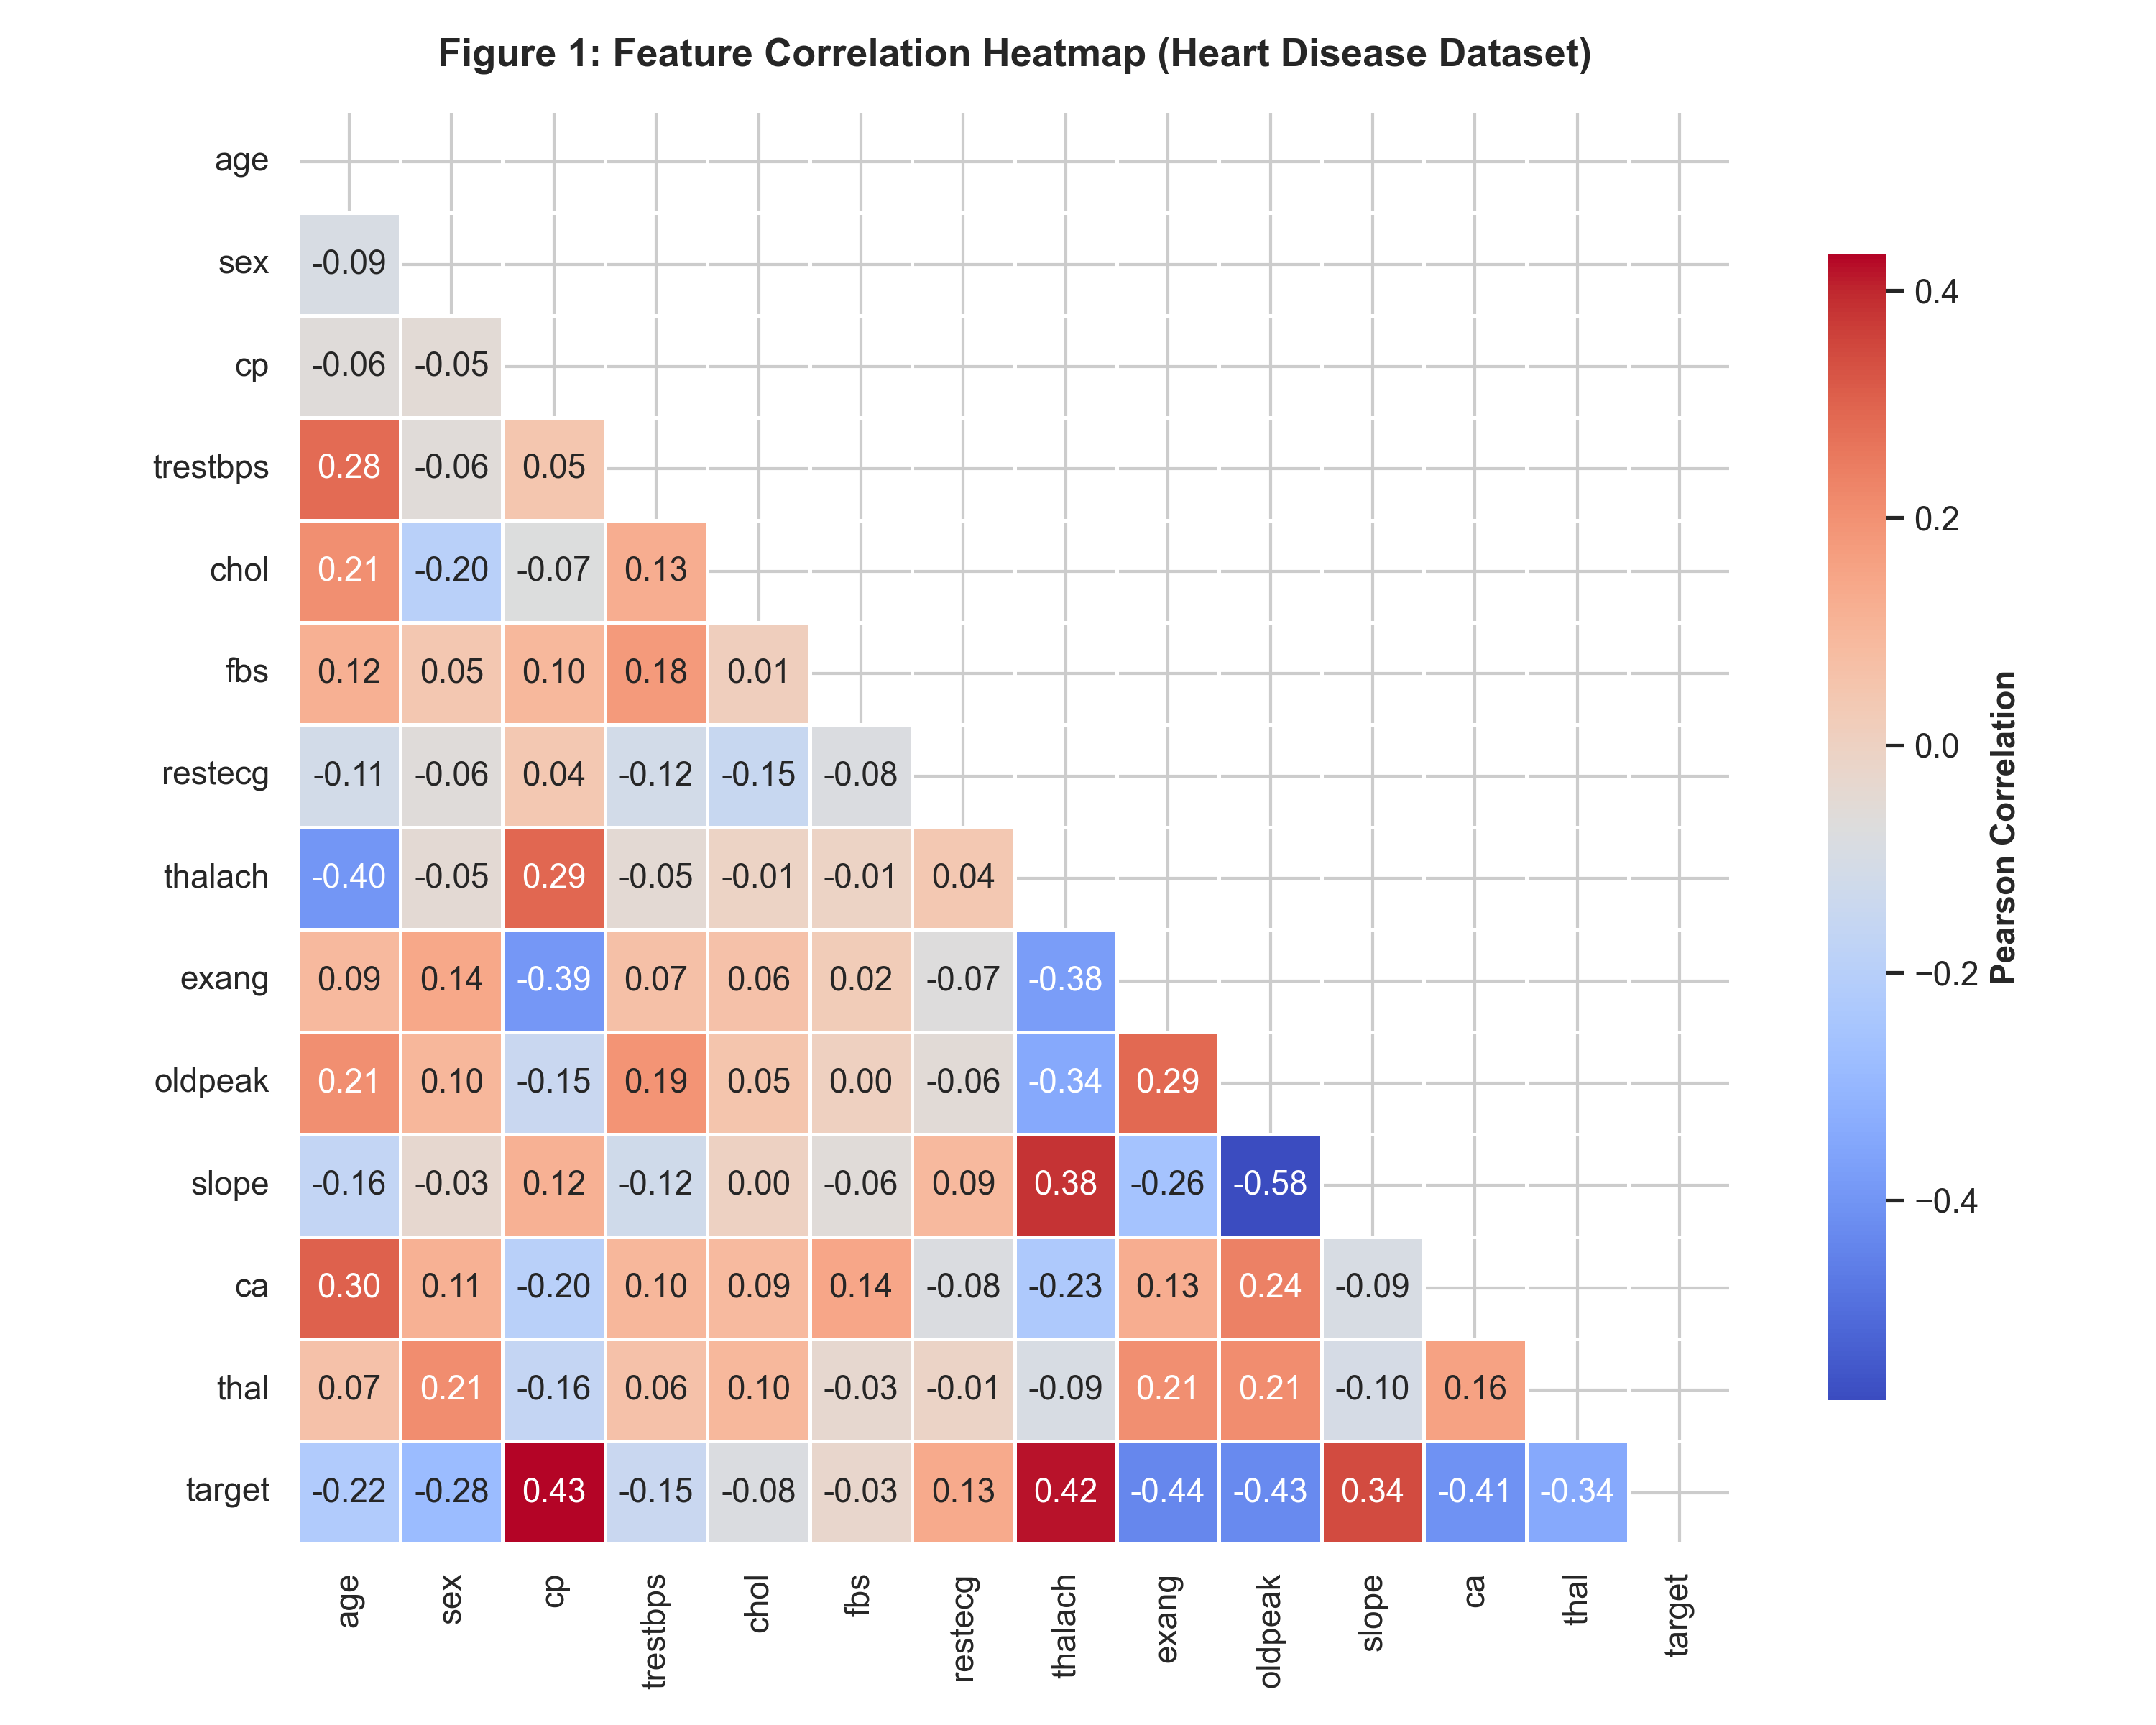 Figure 1: Feature Correlation Heatmap (Heart Disease Dataset)
age
sex -0.09
cp -0.06 -0.05
trestbps 0.28 -0.06 0.05
chol 0.21 -0.20 -0.07 0.13
fbs 0.12 0.05 0.10 0.18 0.01
restecg -0.11 -0.06 0.04 -0.12 -0.15 -0.08
thalach -0.40 -0.05 0.29 -0.05 -0.01 -0.01 0.04
exang 0.09 0.14 -0.39 0.07 0.06 0.02 -0.07 -0.38
oldpeak 0.21 0.10 -0.15 0.19 0.05 0.00 -0.06 -0.34 0.29
slope -0.16 -0.03 0.12 -0.12 0.00 -0.06 0.09 0.38 -0.26 -0.58
ca 0.30 0.11 -0.20 0.10 0.09 0.14 -0.08 -0.23 0.13 0.24 -0.09
thal 0.07 0.21 -0.16 0.06 0.10 -0.03 -0.01 -0.09 0.21 0.21 -0.10 0.16
target -0.22 -0.28 0.43 -0.15 -0.08 -0.03 0.13 0.42 -0.44 -0.43 0.34 -0.41 -0.34
age sex cp trestbps chol fbs restecg thalach exang oldpeak slope ca thal target
0.4
0.2
0.0
−0.2
−0.4
Pearson Correlation